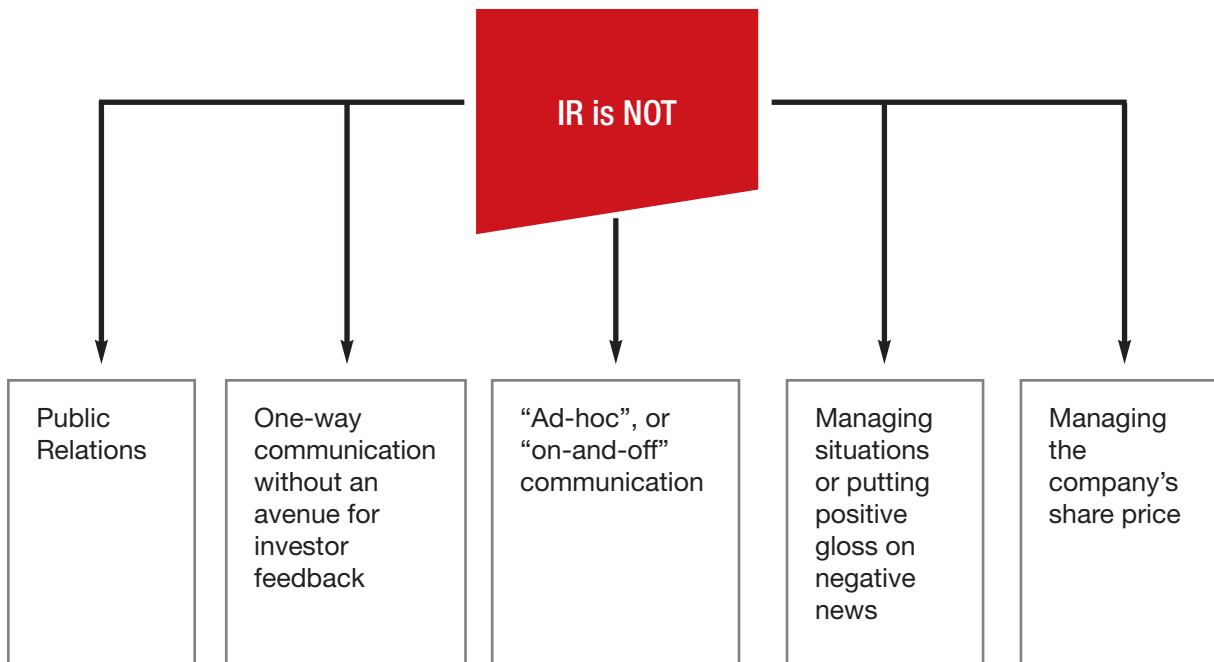 IR is NOT
Public
Relations
One-way
communication
without an
avenue for
investor
feedback
“Ad-hoc”, or
“on-and-off”
communication
Managing
situations
or putting
positive
gloss on
negative
news
Managing
the
company’s
share price